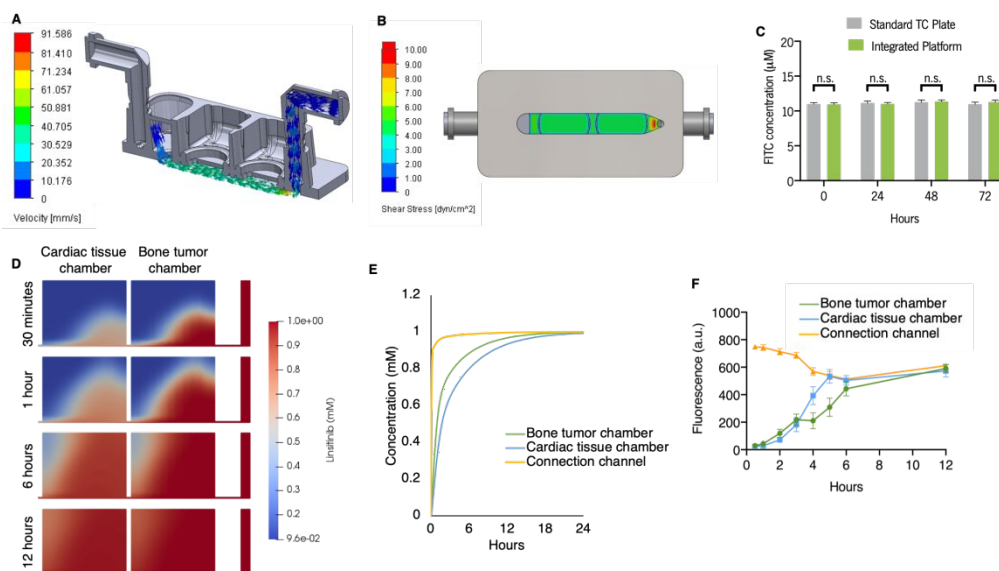 A
91.586
81.410
71.234
61.057
50.881
40.705
30.529
20.352
10.176
0
Velocity [mm/s]
B
10.00
9.00
8.00
7.00
6.00
5.00
4.00
3.00
2.00
1.00
0.00
Shear Stress [dyn/cm^2]
C
Standard TC Plate
Integrated Platform
FITC concentration (µM)
20
15
10
5
0
n.s. n.s. n.s. n.s.
0 24 48 72
Hours
D
Cardiac tissue chamber
Bone tumor chamber
30 minutes
1 hour
6 hours
12 hours
1.0e+00
0.9
0.8
0.7
0.6
0.5
0.4
0.3
0.2
9.6e-02
Linsitinib (mM)
E
Concentration (mM)
1.2
1
0.8
0.6
0.4
0.2
0
Bone tumor chamber
Cardiac tissue chamber
Connection channel
0 6 12 18 24
Hours
F
Bone tumor chamber
Cardiac tissue chamber
Connection channel
Fluorescence (a.u.)
1000
800
600
400
200
0
0 2 4 6 8 10 12
Hours